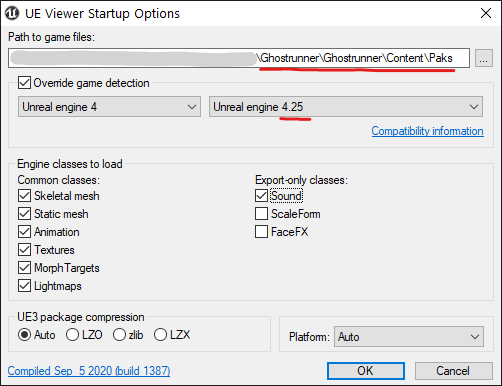 UE Viewer Startup Options
Path to game files:
\Ghostrunner\Ghostrunner\Content\Paks
...
Override game detection
Unreal engine 4
Unreal engine 4.25
Compatibility information
Engine classes to load
Common classes:
Export-only classes:
Skeletal mesh
Sound
Static mesh
ScaleForm
Animation
FaceFX
Textures
MorphTargets
Lightmaps
UE3 package compression
Auto
LZO
zlib
LZX
Platform:
Auto
Compiled Sep 5 2020 (build 1387)
OK
Cancel